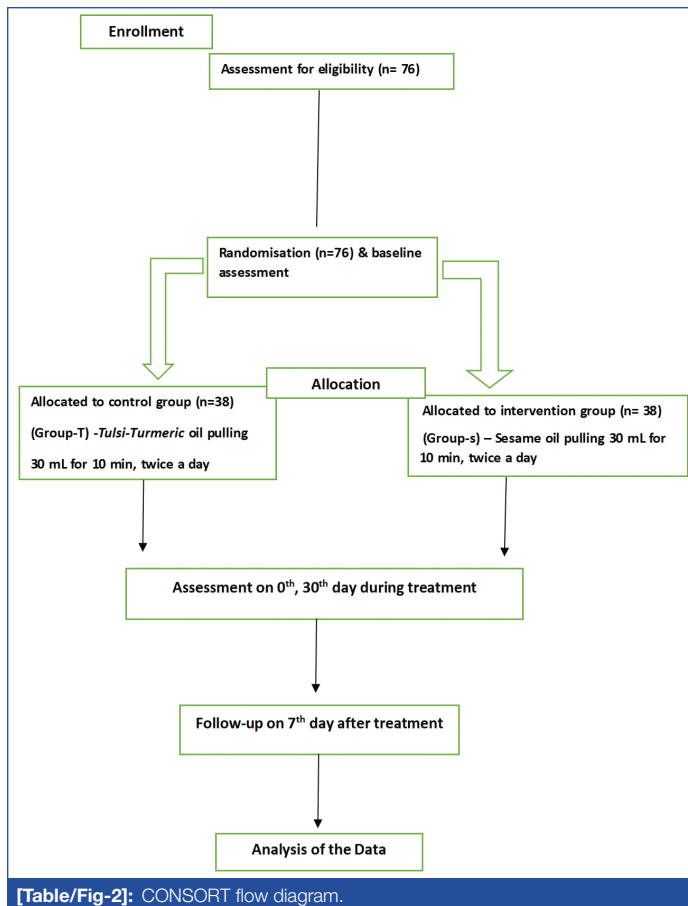 Enrollment
Assessment for eligibility (n= 76)
Randomisation (n=76) & baseline
assessment
Allocation
Allocated to control group (n=38)
(Group-T) -Tulsi-Turmeric oil pulling
30 mL for 10 min, twice a day
Allocated to intervention group (n= 38)
(Group-s) – Sesame oil pulling 30 mL for
10 min, twice a day
Assessment on 0th, 30th day during treatment
Follow-up on 7th day after treatment
Analysis of the Data
[Table/Fig-2]: CONSORT flow diagram.